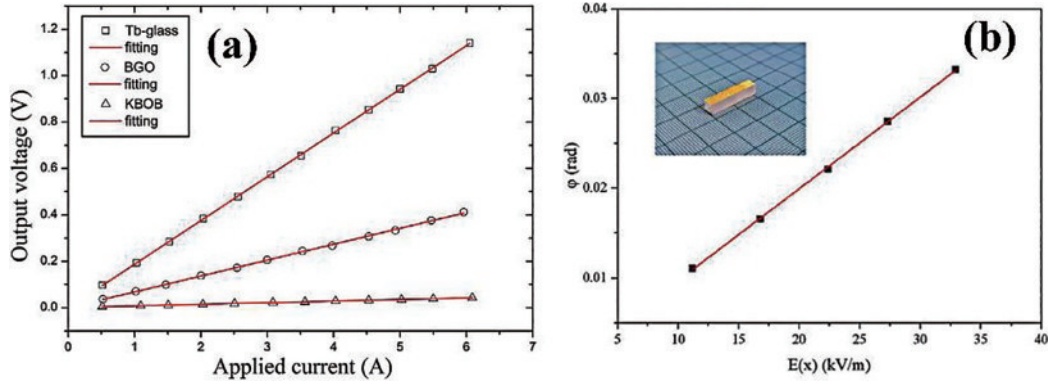 (a)
Tb-glass
fitting
BGO
fitting
KBOB
fitting
Output voltage (V)
1.2
1.0
0.8
0.6
0.4
0.2
0.0
0 1 2 3 4 5 6 7
Applied current (A)
(b)
φ (rad)
0.04
0.03
0.02
0.01
5 10 15 20 25 30 35 40
E(x) (kV/m)